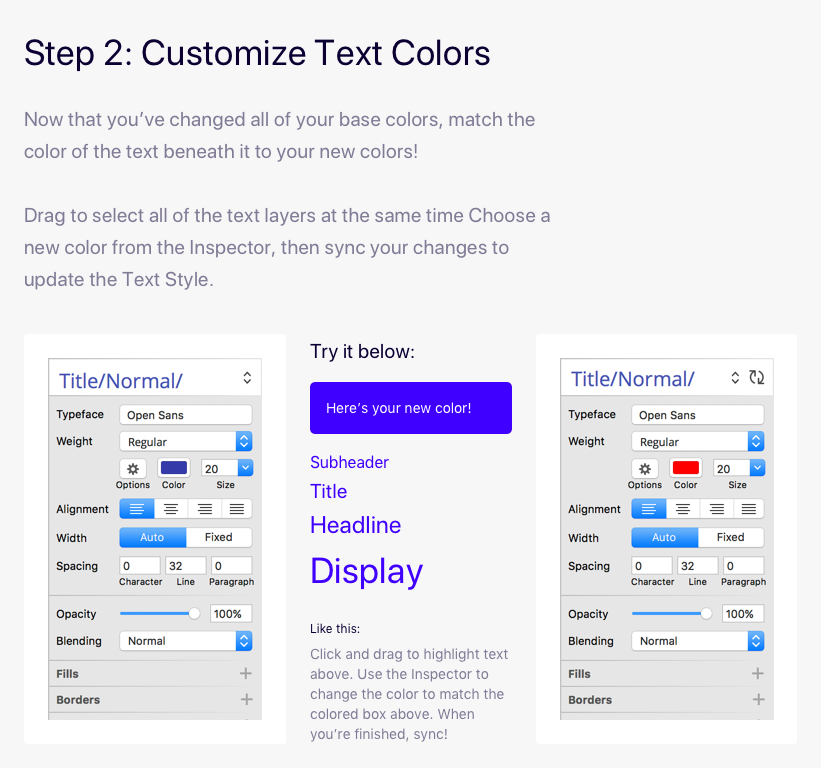 Step 2: Customize Text Colors
Now that you’ve changed all of your base colors, match the
color of the text beneath it to your new colors!
Drag to select all of the text layers at the same time Choose a
new color from the Inspector, then sync your changes to
update the Text Style.
Title/Normal/
Typeface Open Sans
Weight Regular
20
Options Color Size
Alignment
Width Auto Fixed
Spacing 0 32 0
Character Line Paragraph
Opacity 100%
Blending Normal
Fills
Borders
Try it below:
Here’s your new color!
Subheader
Title
Headline
Display
Like this:
Click and drag to highlight text
above. Use the Inspector to
change the color to match the
colored box above. When
you’re finished, sync!
Title/Normal/
Typeface Open Sans
Weight Regular
20
Options Color Size
Alignment
Width Auto Fixed
Spacing 0 32 0
Character Line Paragraph
Opacity 100%
Blending Normal
Fills
Borders